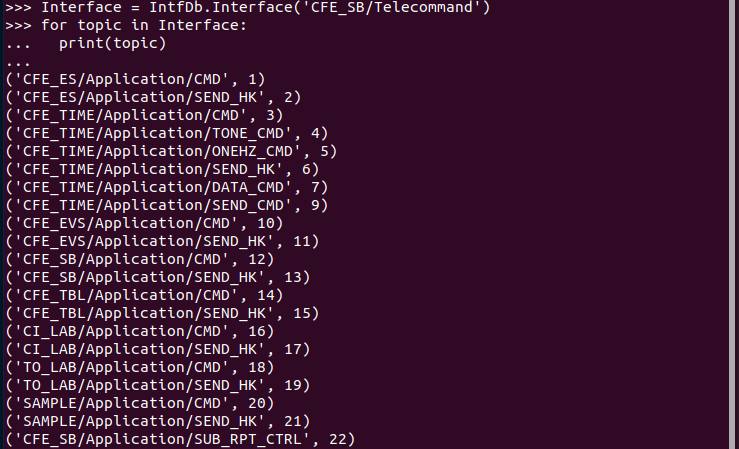 >>> Interface = IntfDb.Interface('CFE_SB/Telecommand')
>>> for topic in Interface:
...   print(topic)
...
('CFE_ES/Application/CMD', 1)
('CFE_ES/Application/SEND_HK', 2)
('CFE_TIME/Application/CMD', 3)
('CFE_TIME/Application/TONE_CMD', 4)
('CFE_TIME/Application/ONEHZ_CMD', 5)
('CFE_TIME/Application/SEND_HK', 6)
('CFE_TIME/Application/DATA_CMD', 7)
('CFE_TIME/Application/SEND_CMD', 9)
('CFE_EVS/Application/CMD', 10)
('CFE_EVS/Application/SEND_HK', 11)
('CFE_SB/Application/CMD', 12)
('CFE_SB/Application/SEND_HK', 13)
('CFE_TBL/Application/CMD', 14)
('CFE_TBL/Application/SEND_HK', 15)
('CI_LAB/Application/CMD', 16)
('CI_LAB/Application/SEND_HK', 17)
('TO_LAB/Application/CMD', 18)
('TO_LAB/Application/SEND_HK', 19)
('SAMPLE/Application/CMD', 20)
('SAMPLE/Application/SEND_HK', 21)
('CFE_SB/Application/SUB_RPT_CTRL', 22)